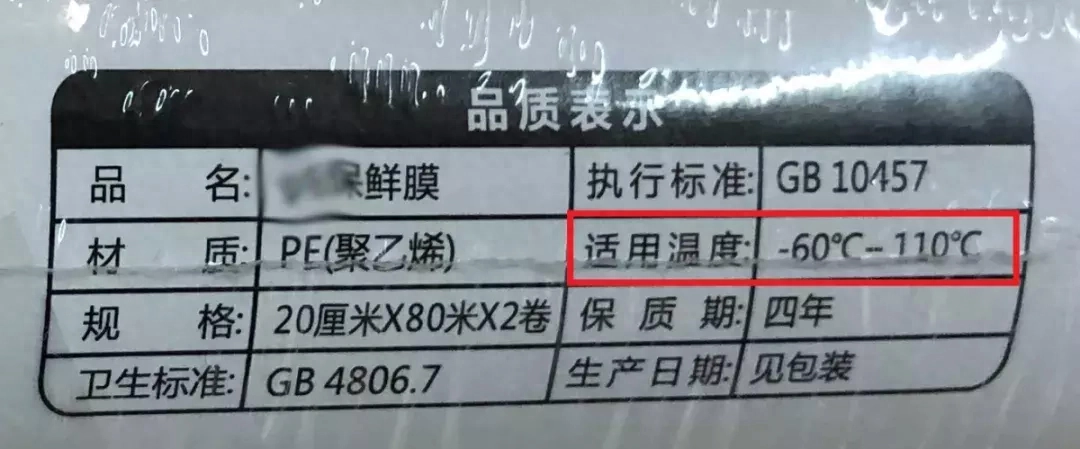 品质表示
品 名: 保鲜膜 执行标准: GB 10457
材 质: PE(聚乙烯) 适用温度: -60℃--110℃
规 格: 20厘米X80米X2卷 保 质 期: 四年
卫生标准: GB 4806.7 生产日期: 见包装